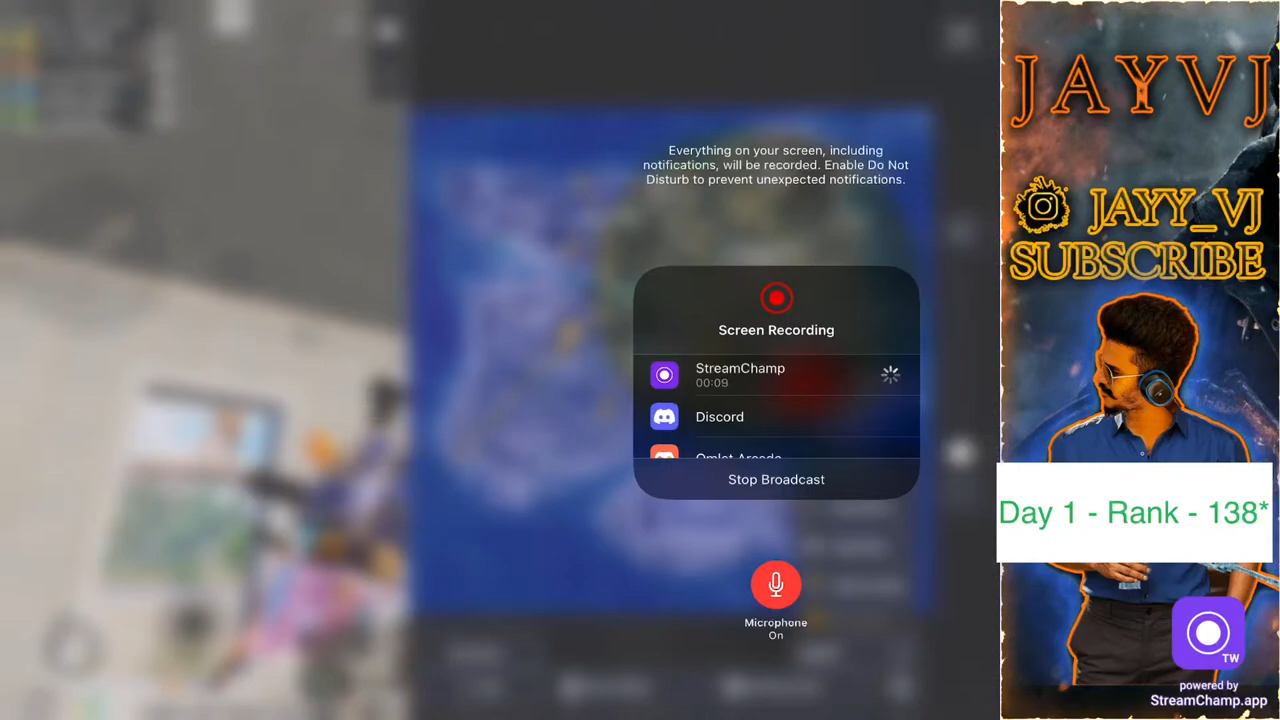 Everything on your screen, including
notifications, will be recorded. Enable Do Not
Disturb to prevent unexpected notifications.
Screen Recording
StreamChamp
00:09
Discord
Omlet Arcade
Stop Broadcast
Microphone
On
JAYVJ
JAYY_VJ
SUBSCRIBE
Day 1 - Rank - 138*
TW
powered by
StreamChamp.app